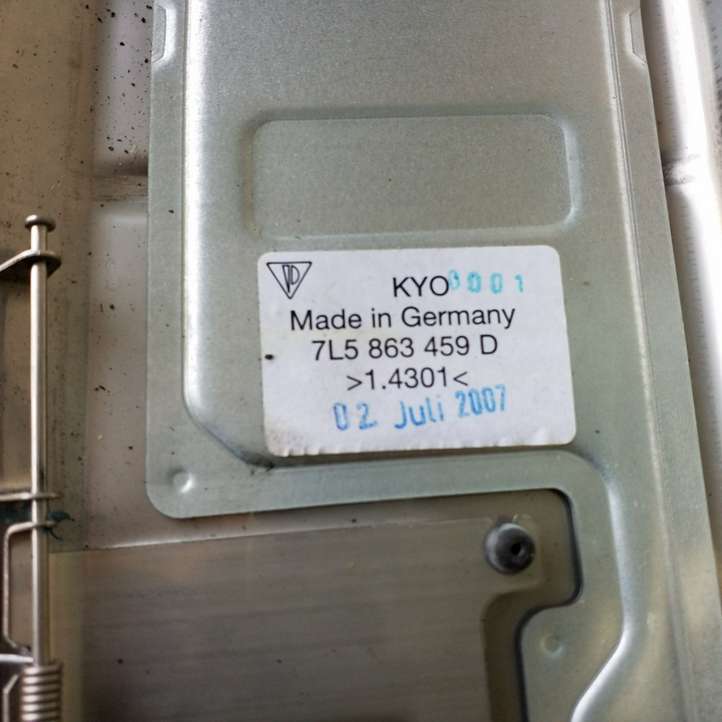 KYO 0001
Made in Germany
7L5 863 459 D
>1.4301<
02. Juli 2007